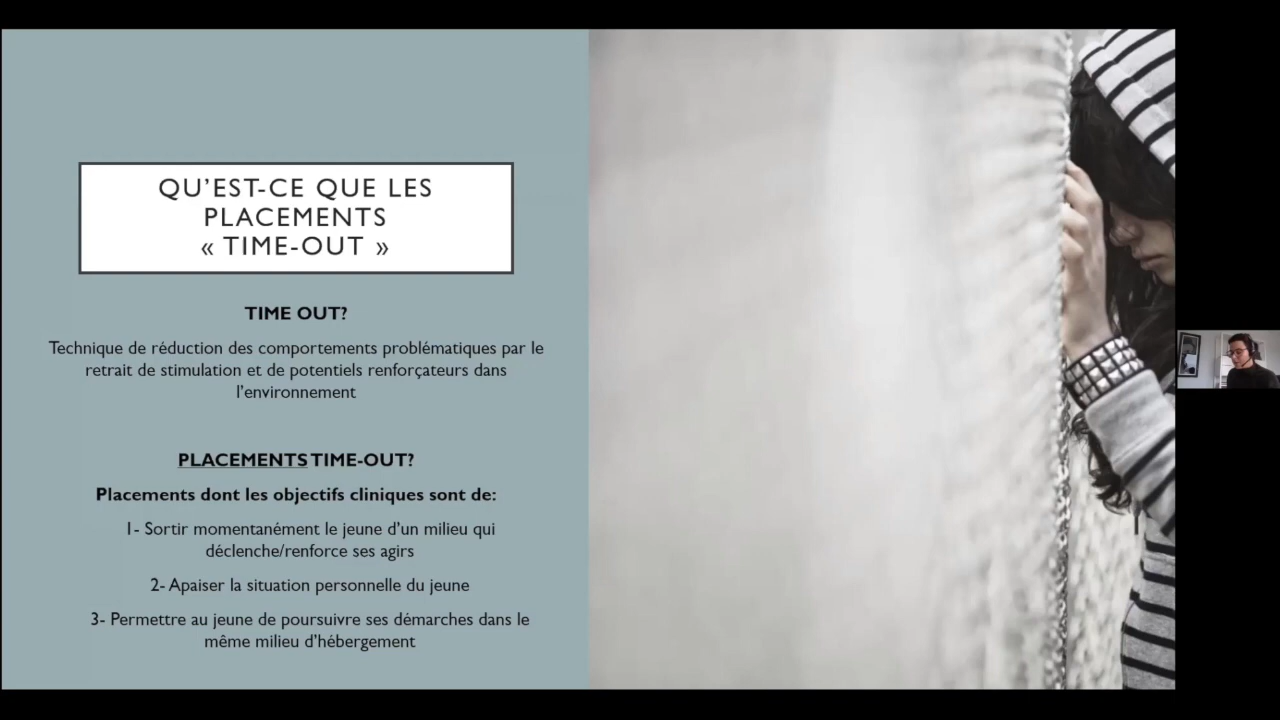 QU’EST-CE QUE LES
PLACEMENTS
« TIME-OUT »
TIME OUT?
Technique de réduction des comportements problématiques par le
retrait de stimulation et de potentiels renforçateurs dans
l’environnement
PLACEMENTS TIME-OUT?
Placements dont les objectifs cliniques sont de:
1- Sortir momentanément le jeune d’un milieu qui
déclenche/renforce ses agirs
2- Apaiser la situation personnelle du jeune
3- Permettre au jeune de poursuivre ses démarches dans le
même milieu d’hébergement